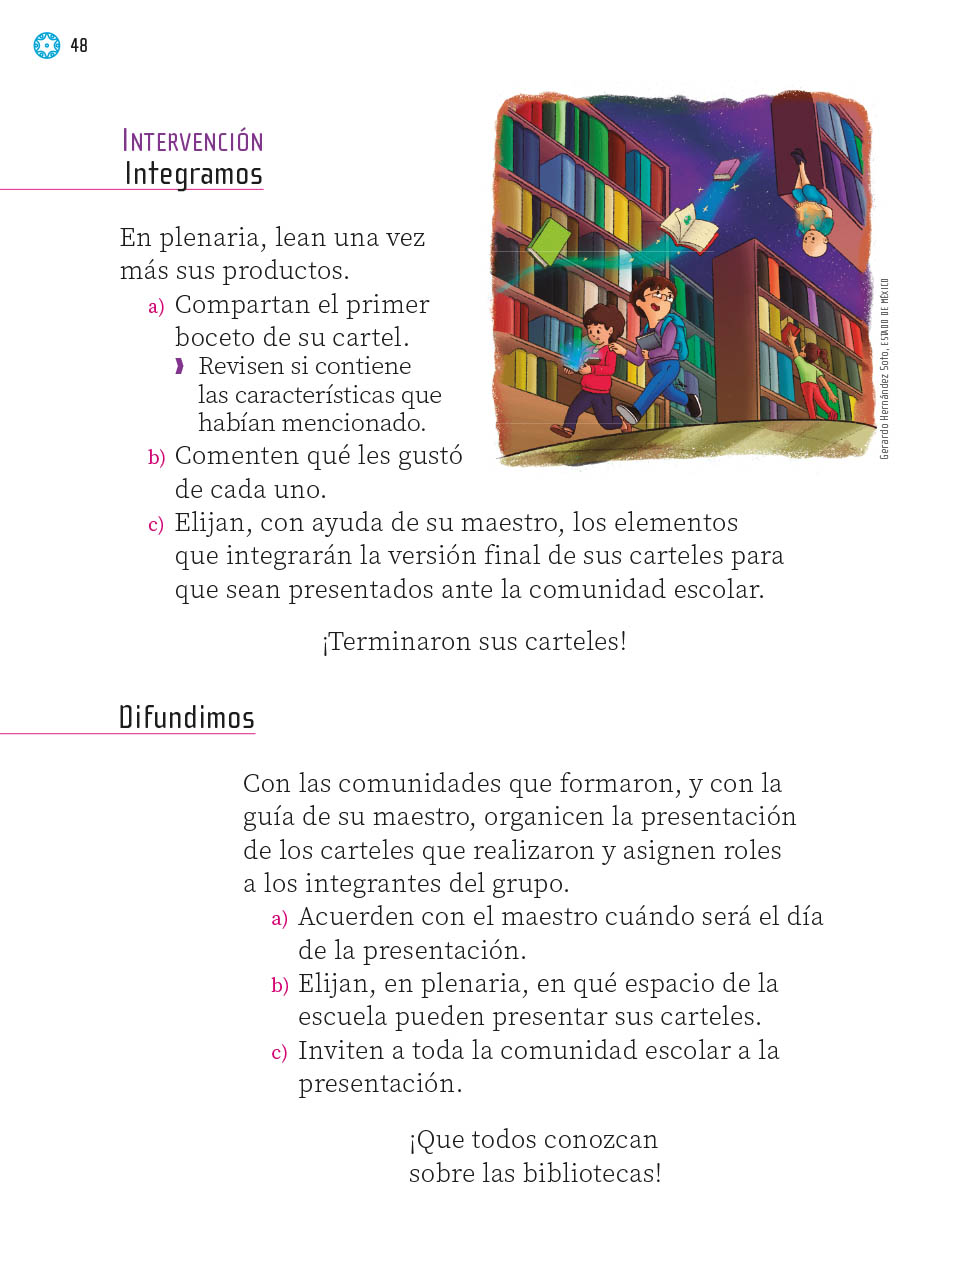 48
INTERVENCIÓN
Integramos
En plenaria, lean una vez
más sus productos.
a) Compartan el primer
boceto de su cartel.
Revisen si contiene
las características que
habían mencionado.
b) Comenten qué les gustó
de cada uno.
c) Elijan, con ayuda de su maestro, los elementos
que integrarán la versión final de sus carteles para
que sean presentados ante la comunidad escolar.
¡Terminaron sus carteles!
Gerardo Hernández Soto, ESTADO DE MÉXICO
Difundimos
Con las comunidades que formaron, y con la
guía de su maestro, organicen la presentación
de los carteles que realizaron y asignen roles
a los integrantes del grupo.
a) Acuerden con el maestro cuándo será el día
de la presentación.
b) Elijan, en plenaria, en qué espacio de la
escuela pueden presentar sus carteles.
c) Inviten a toda la comunidad escolar a la
presentación.
¡Que todos conozcan
sobre las bibliotecas!